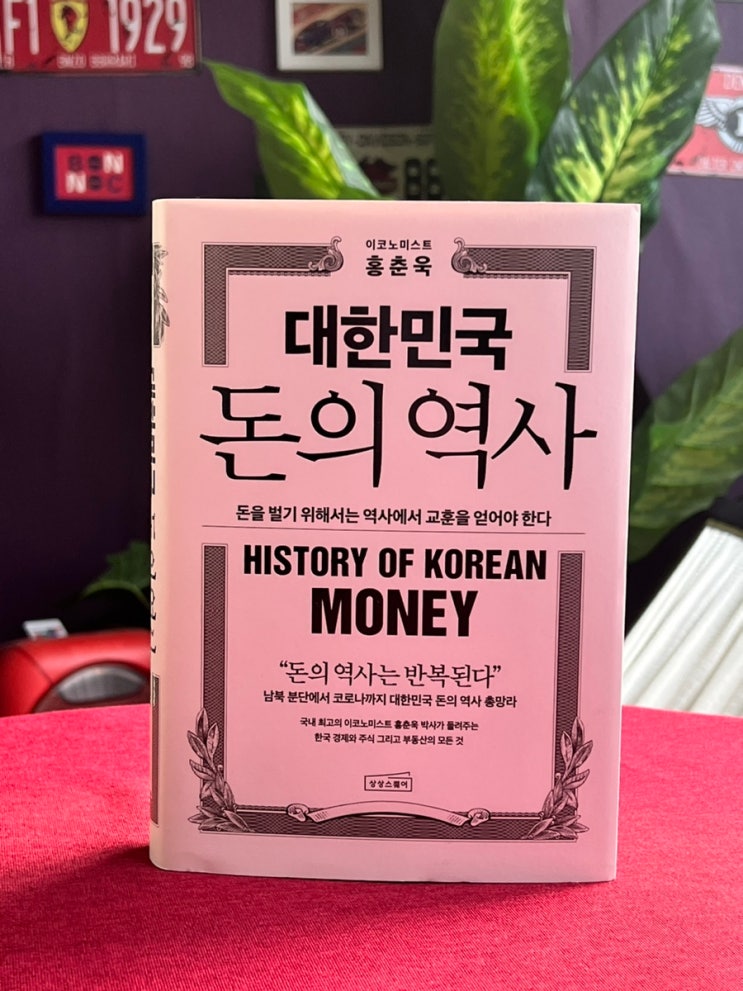 F1 1929
BON
NOC
이코노미스트
홍춘욱
대한민국
돈의 역사
돈을 벌기 위해서는 역사에서 교훈을 얻어야 한다
HISTORY OF KOREAN
MONEY
“돈의 역사는 반복된다”
남북 분단에서 코로나까지 대한민국 돈의 역사 총망라
국내 최고의 이코노미스트 홍춘욱 박사가 들려주는
한국 경제와 주식 그리고 부동산의 모든 것
상상스퀘어